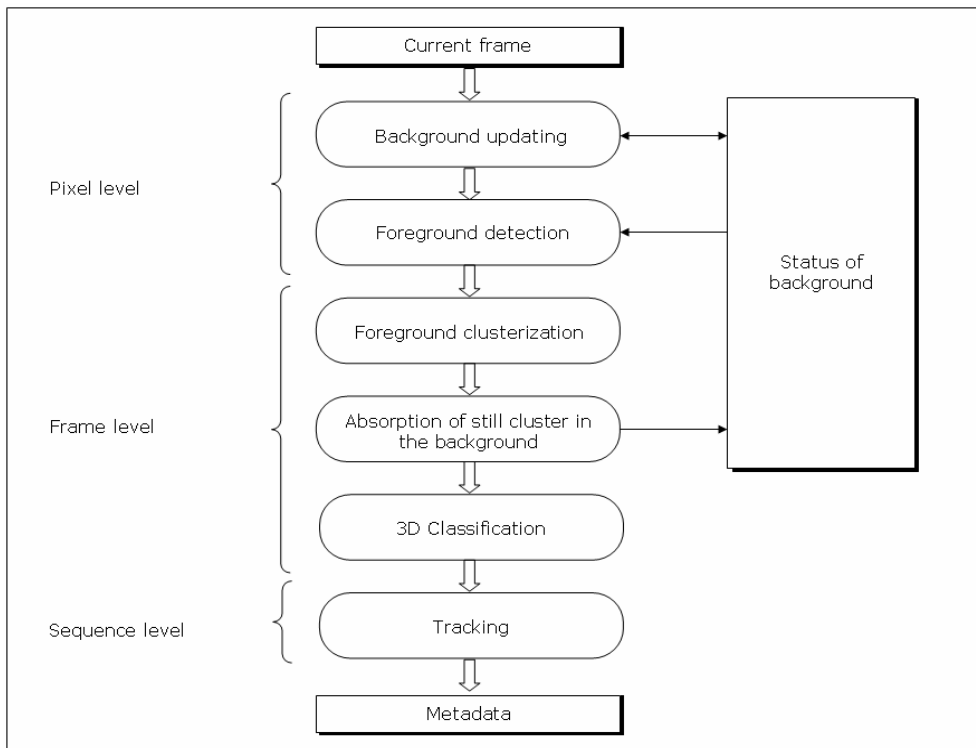 Current frame
Background updating
Pixel level
Foreground detection
Status of
background
Foreground clusterization
Frame level
Absorption of still cluster in
the background
3D Classification
Sequence level
Tracking
Metadata